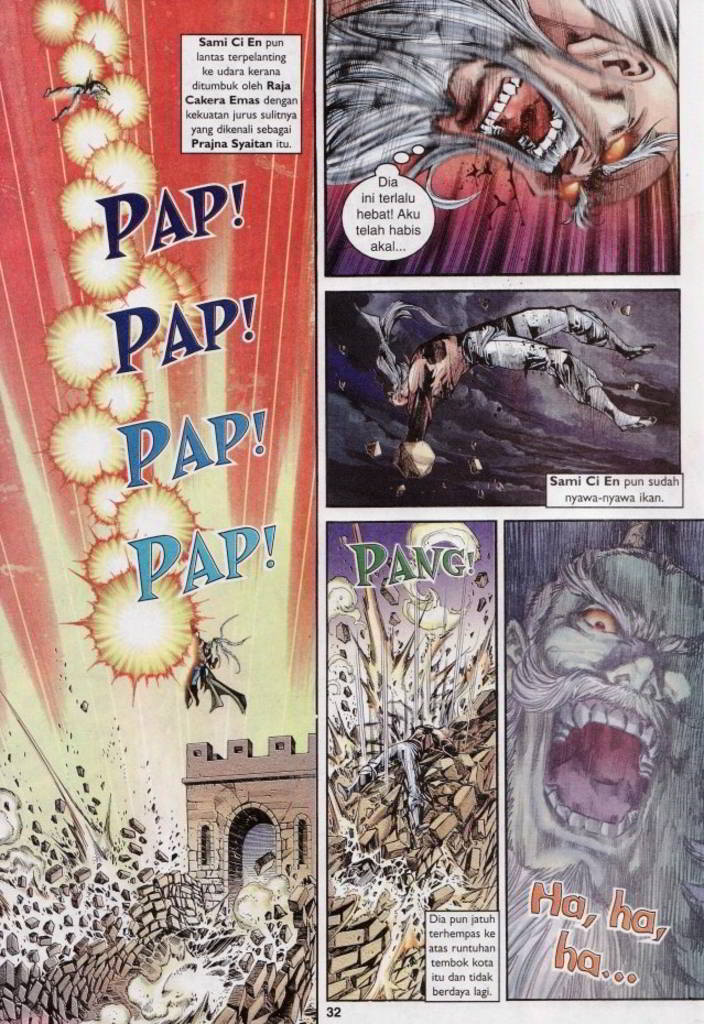 Sami Ci En pun
lantas terpelanting
ke udara kerana
ditumbuk oleh Raja
Cakera Emas dengan
kekuatan jurus sulitnya
yang dikenali sebagai
Prajna Syaitan itu.
PAP!
PAP!
PAP!
PAP!
Dia
ini terlalu
hebat! Aku
telah habis
akal...
Sami Ci En pun sudah
nyawa-nyawa ikan.
PANG!
Dia pun jatuh
terhempas ke
atas runtuhan
tembok kota
itu dan tidak
berdaya lagi.
Ha, ha,
ha...
32